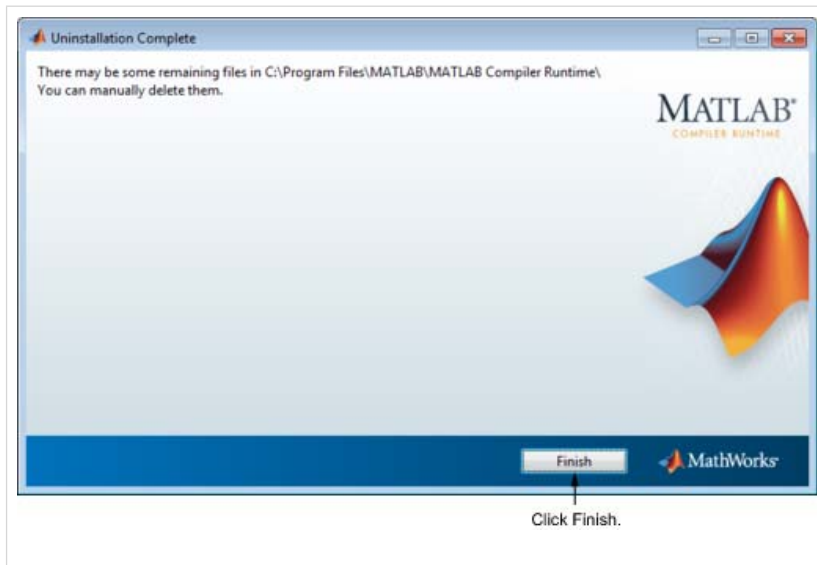 Uninstallation Complete
There may be some remaining files in C:\Program Files\MATLAB\MATLAB Compiler Runtime\
You can manually delete them.
MATLAB®
COMPILER RUNTIME
Finish
MathWorks®
Click Finish.